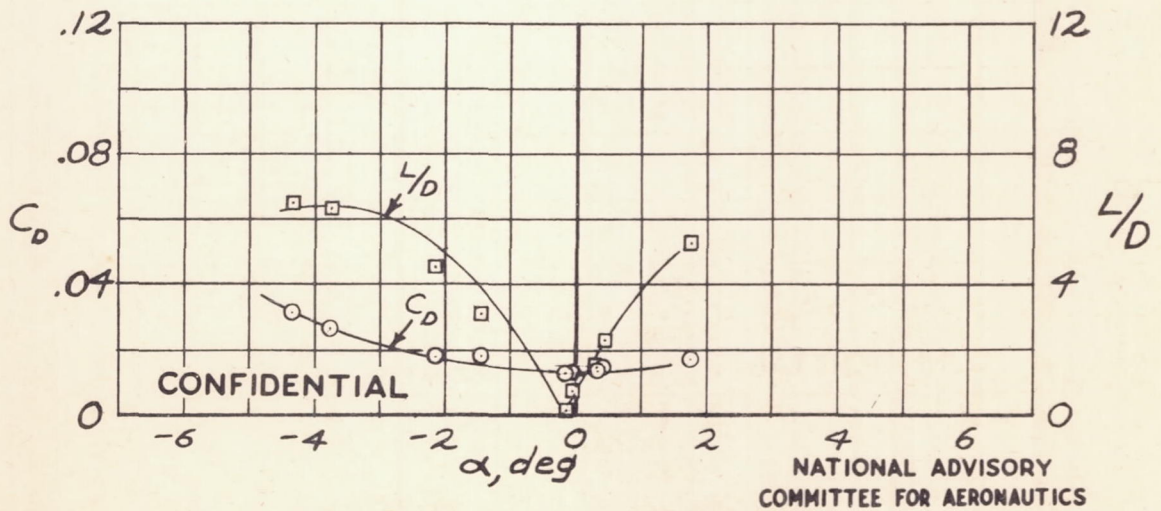 .12
.08
.04
0
C_D
L/D
C_D
CONFIDENTIAL
-6 -4 -2 0 2 4 6
α, deg
12
8
4
0
L/D
NATIONAL ADVISORY
COMMITTEE FOR AERONAUTICS